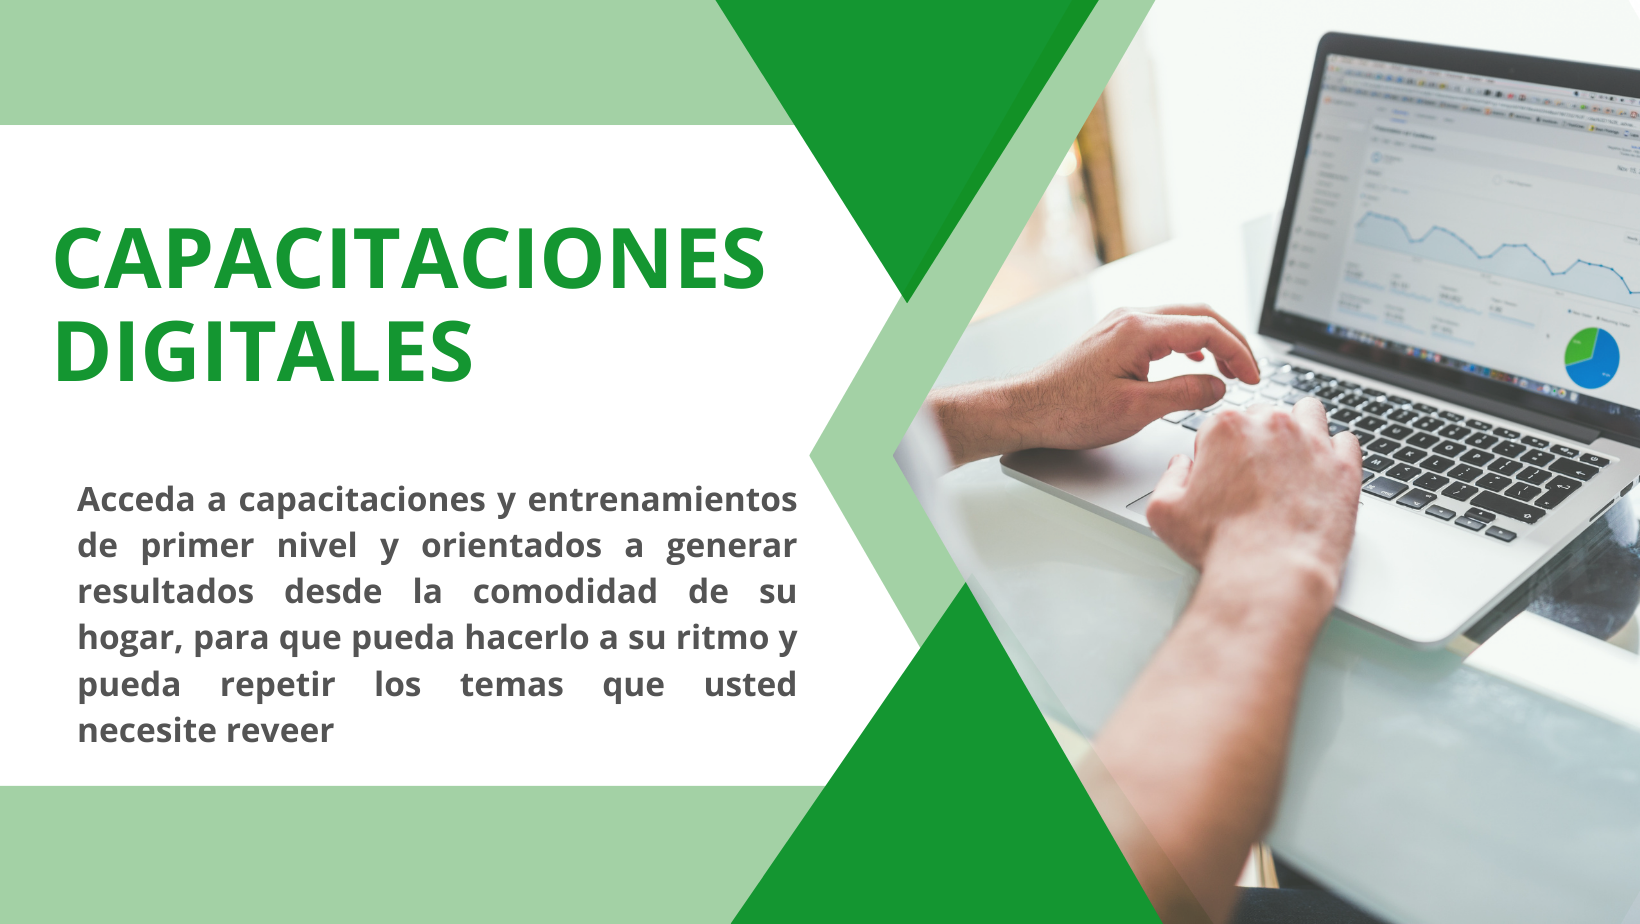 CAPACITACIONES
DIGITALES
Acceda a capacitaciones y entrenamientos
de primer nivel y orientados a generar
resultados desde la comodidad de su
hogar, para que pueda hacerlo a su ritmo y
pueda repetir los temas que usted
necesite reveer